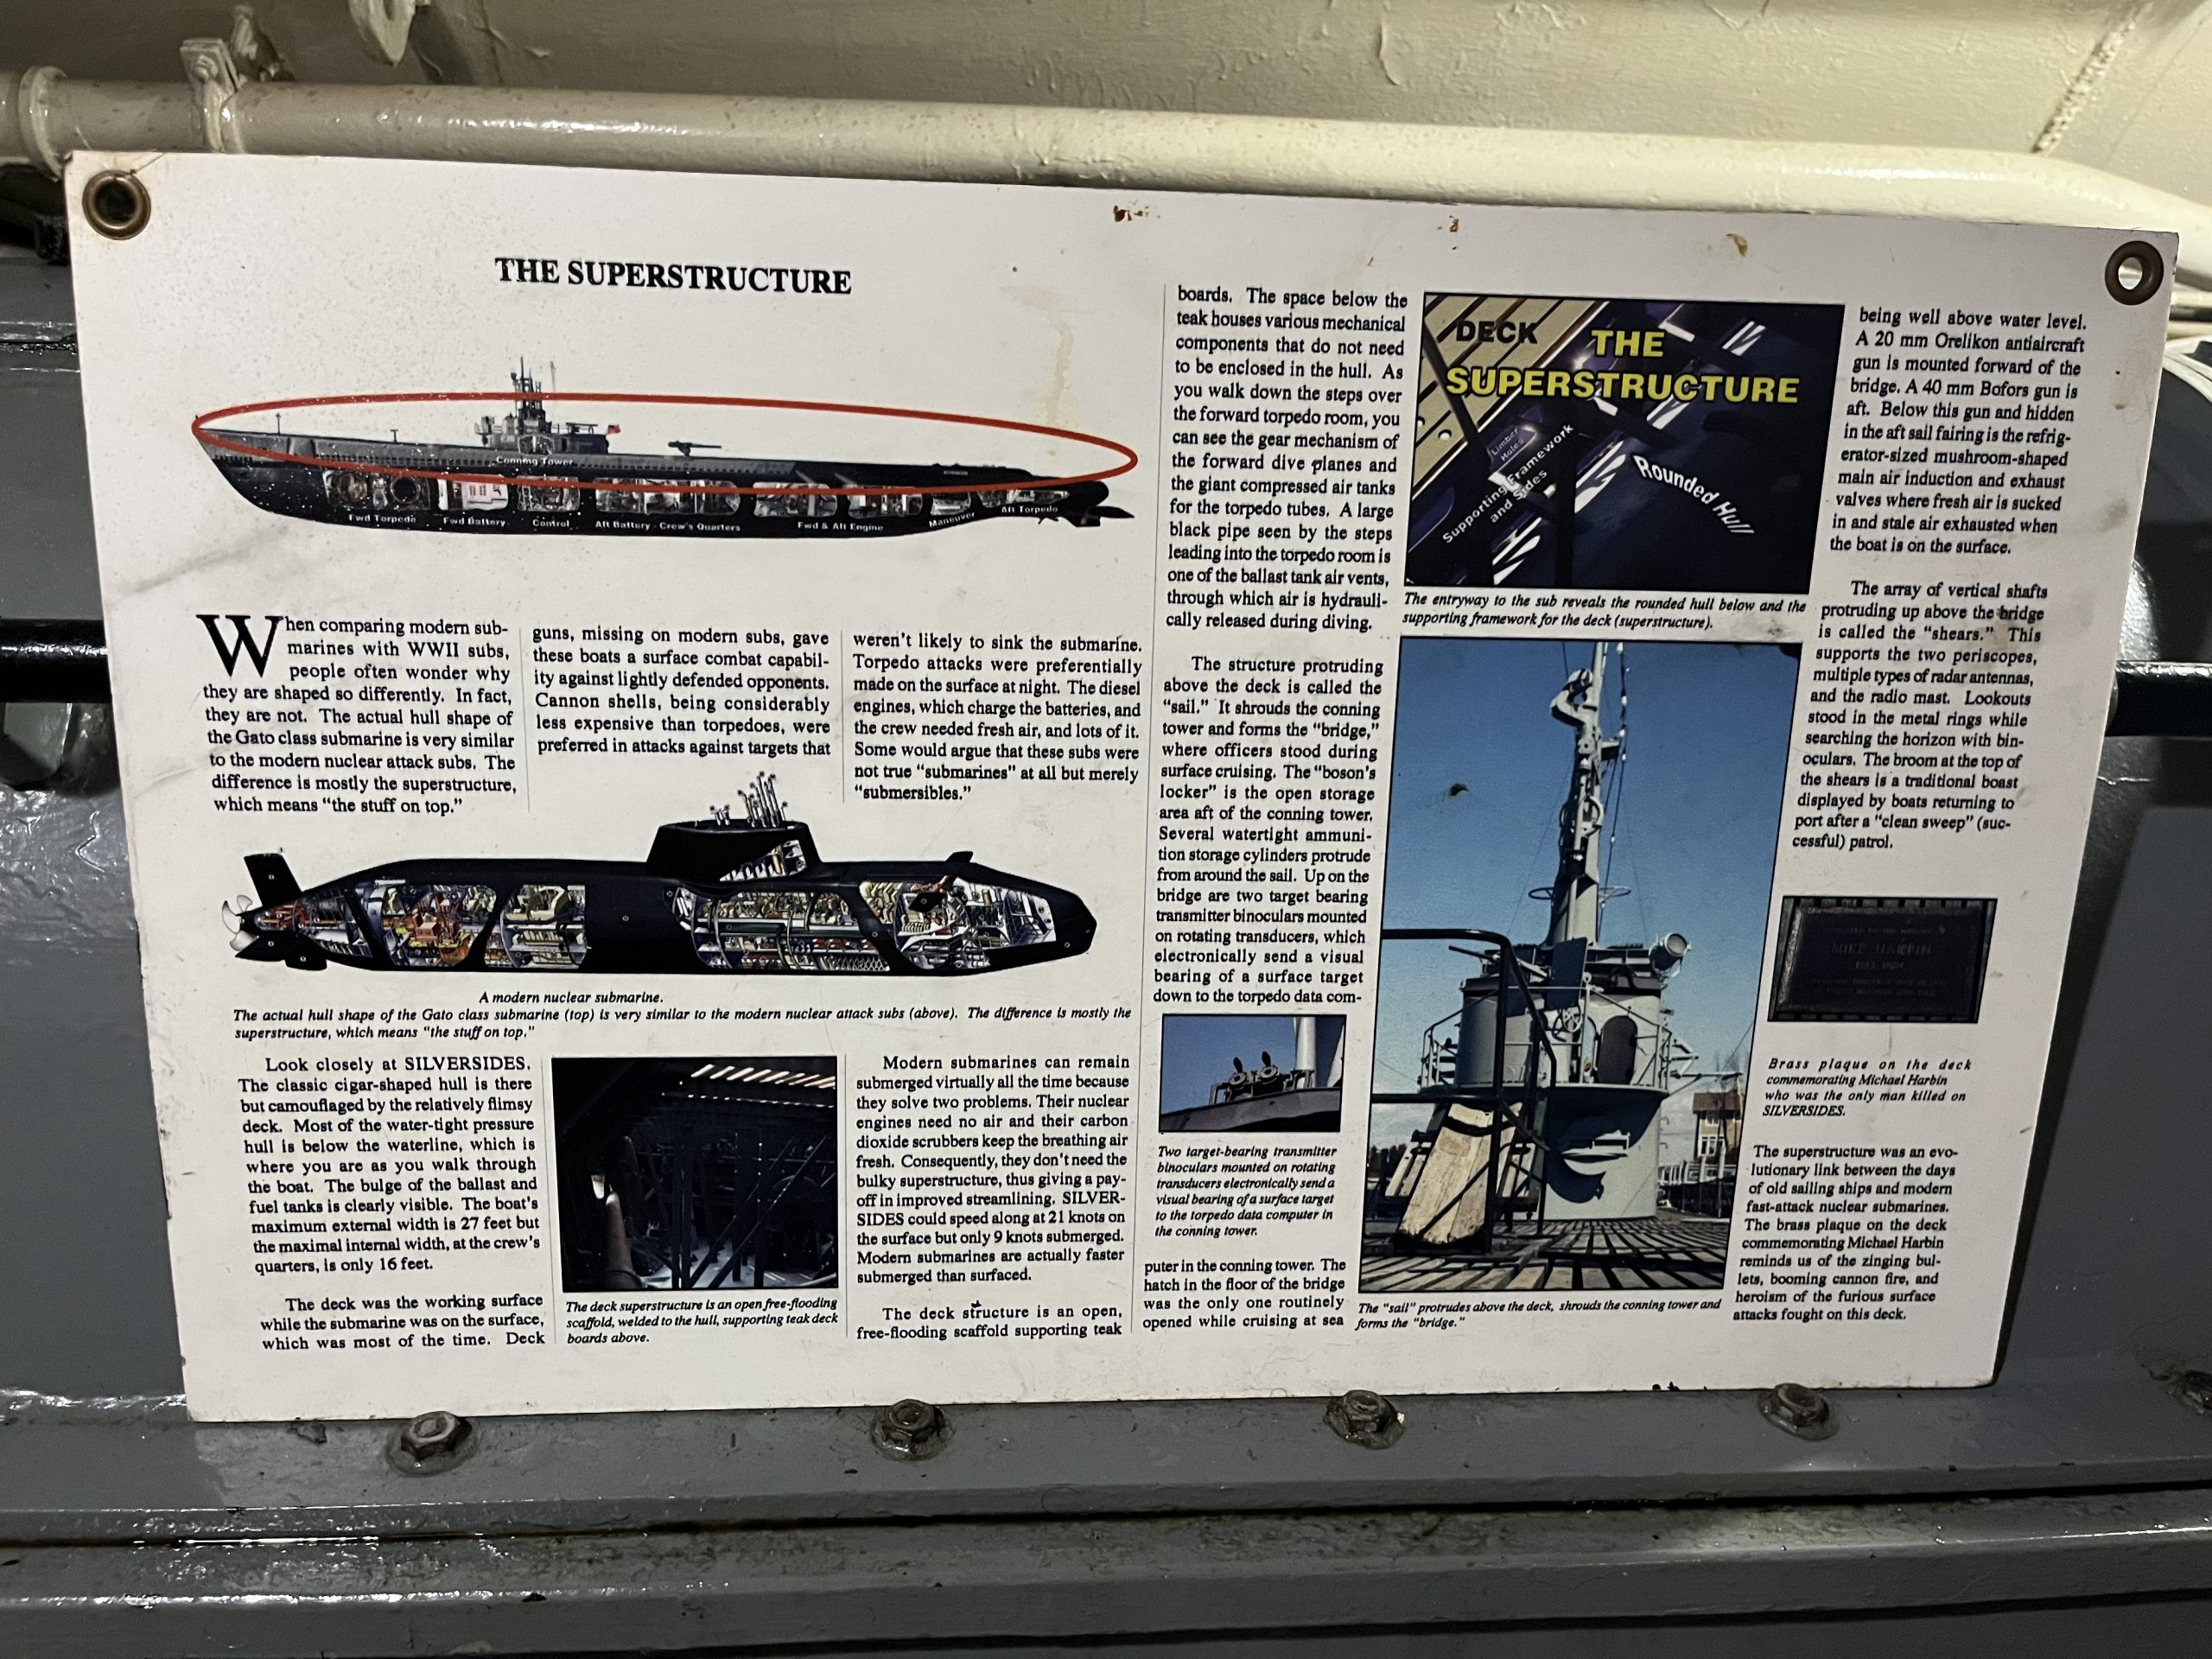 THE SUPERSTRUCTURE
Conning Tower
Fwd Torpedo
Fwd Battery
Control
Aft Battery - Crew's Quarters
Fwd & Aft Engine
Maneuver
Aft Torpedo
When comparing modern sub-
marines with WWII subs,
people often wonder why
they are shaped so differently. In fact,
they are not. The actual hull shape of
the Gato class submarine is very similar
to the modern nuclear attack subs. The
difference is mostly the superstructure,
which means "the stuff on top."
guns, missing on modern subs, gave
these boats a surface combat capabil-
ity against lightly defended opponents.
Cannon shells, being considerably
less expensive than torpedoes, were
preferred in attacks against targets that
weren't likely to sink the submarine.
Torpedo attacks were preferentially
made on the surface at night. The diesel
engines, which charge the batteries, and
the crew needed fresh air, and lots of it.
Some would argue that these subs were
not true "submarines" at all but merely
"submersibles."
A modern nuclear submarine.
The actual hull shape of the Gato class submarine (top) is very similar to the modern nuclear attack subs (above). The difference is mostly the
superstructure, which means "the stuff on top."
Look closely at SILVERSIDES.
The classic cigar-shaped hull is there
but camouflaged by the relatively flimsy
deck. Most of the water-tight pressure
hull is below the waterline, which is
where you are as you walk through
the boat. The bulge of the ballast and
fuel tanks is clearly visible. The boat's
maximum external width is 27 feet but
the maximal internal width, at the crew's
quarters, is only 16 feet.
The deck was the working surface
while the submarine was on the surface,
which was most of the time. Deck
The deck superstructure is an open free-flooding
scaffold, welded to the hull, supporting teak deck
boards above.
Modern submarines can remain
submerged virtually all the time because
they solve two problems. Their nuclear
engines need no air and their carbon
dioxide scrubbers keep the breathing air
fresh. Consequently, they don't need the
bulky superstructure, thus giving a pay-
off in improved streamlining. SILVER-
SIDES could speed along at 21 knots on
the surface but only 9 knots submerged.
Modern submarines are actually faster
submerged than surfaced.
The deck structure is an open,
free-flooding scaffold supporting teak
boards. The space below the
teak houses various mechanical
components that do not need
to be enclosed in the hull. As
you walk down the steps over
the forward torpedo room, you
can see the gear mechanism of
the forward dive planes and
the giant compressed air tanks
for the torpedo tubes. A large
black pipe seen by the steps
leading into the torpedo room is
one of the ballast tank air vents,
through which air is hydrauli-
cally released during diving.
The structure protruding
above the deck is called the
"sail." It shrouds the conning
tower and forms the "bridge,"
where officers stood during
surface cruising. The "boson's
locker" is the open storage
area aft of the conning tower.
Several watertight ammuni-
tion storage cylinders protrude
from around the sail. Up on the
bridge are two target bearing
transmitter binoculars mounted
on rotating transducers, which
electronically send a visual
bearing of a surface target
down to the torpedo data com-
Two target-bearing transmitter
binoculars mounted on rotating
transducers electronically send a
visual bearing of a surface target
to the torpedo data computer in
the conning tower.
puter in the conning tower. The
hatch in the floor of the bridge
was the only one routinely
opened while cruising at sea
DECK
THE
SUPERSTRUCTURE
Limber
Holes
Supporting Framework
and Sides
Rounded Hull
The entryway to the sub reveals the rounded hull below and the
supporting framework for the deck (superstructure).
The "sail" protrudes above the deck, shrouds the conning tower and
forms the "bridge."
being well above water level.
A 20 mm Orelikon antiaircraft
gun is mounted forward of the
bridge. A 40 mm Bofors gun is
aft. Below this gun and hidden
in the aft sail fairing is the refrig-
erator-sized mushroom-shaped
main air induction and exhaust
valves where fresh air is sucked
in and stale air exhausted when
the boat is on the surface.
The array of vertical shafts
protruding up above the bridge
is called the "shears." This
supports the two periscopes,
multiple types of radar antennas,
and the radio mast. Lookouts
stood in the metal rings while
searching the horizon with bin-
oculars. The broom at the top of
the shears is a traditional boast
displayed by boats returning to
port after a "clean sweep" (suc-
cessful) patrol.
MIKE HARBIN
Brass plaque on the deck
commemorating Michael Harbin
who was the only man killed on
SILVERSIDES.
The superstructure was an evo-
lutionary link between the days
of old sailing ships and modern
fast-attack nuclear submarines.
The brass plaque on the deck
commemorating Michael Harbin
reminds us of the zinging bul-
lets, booming cannon fire, and
heroism of the furious surface
attacks fought on this deck.